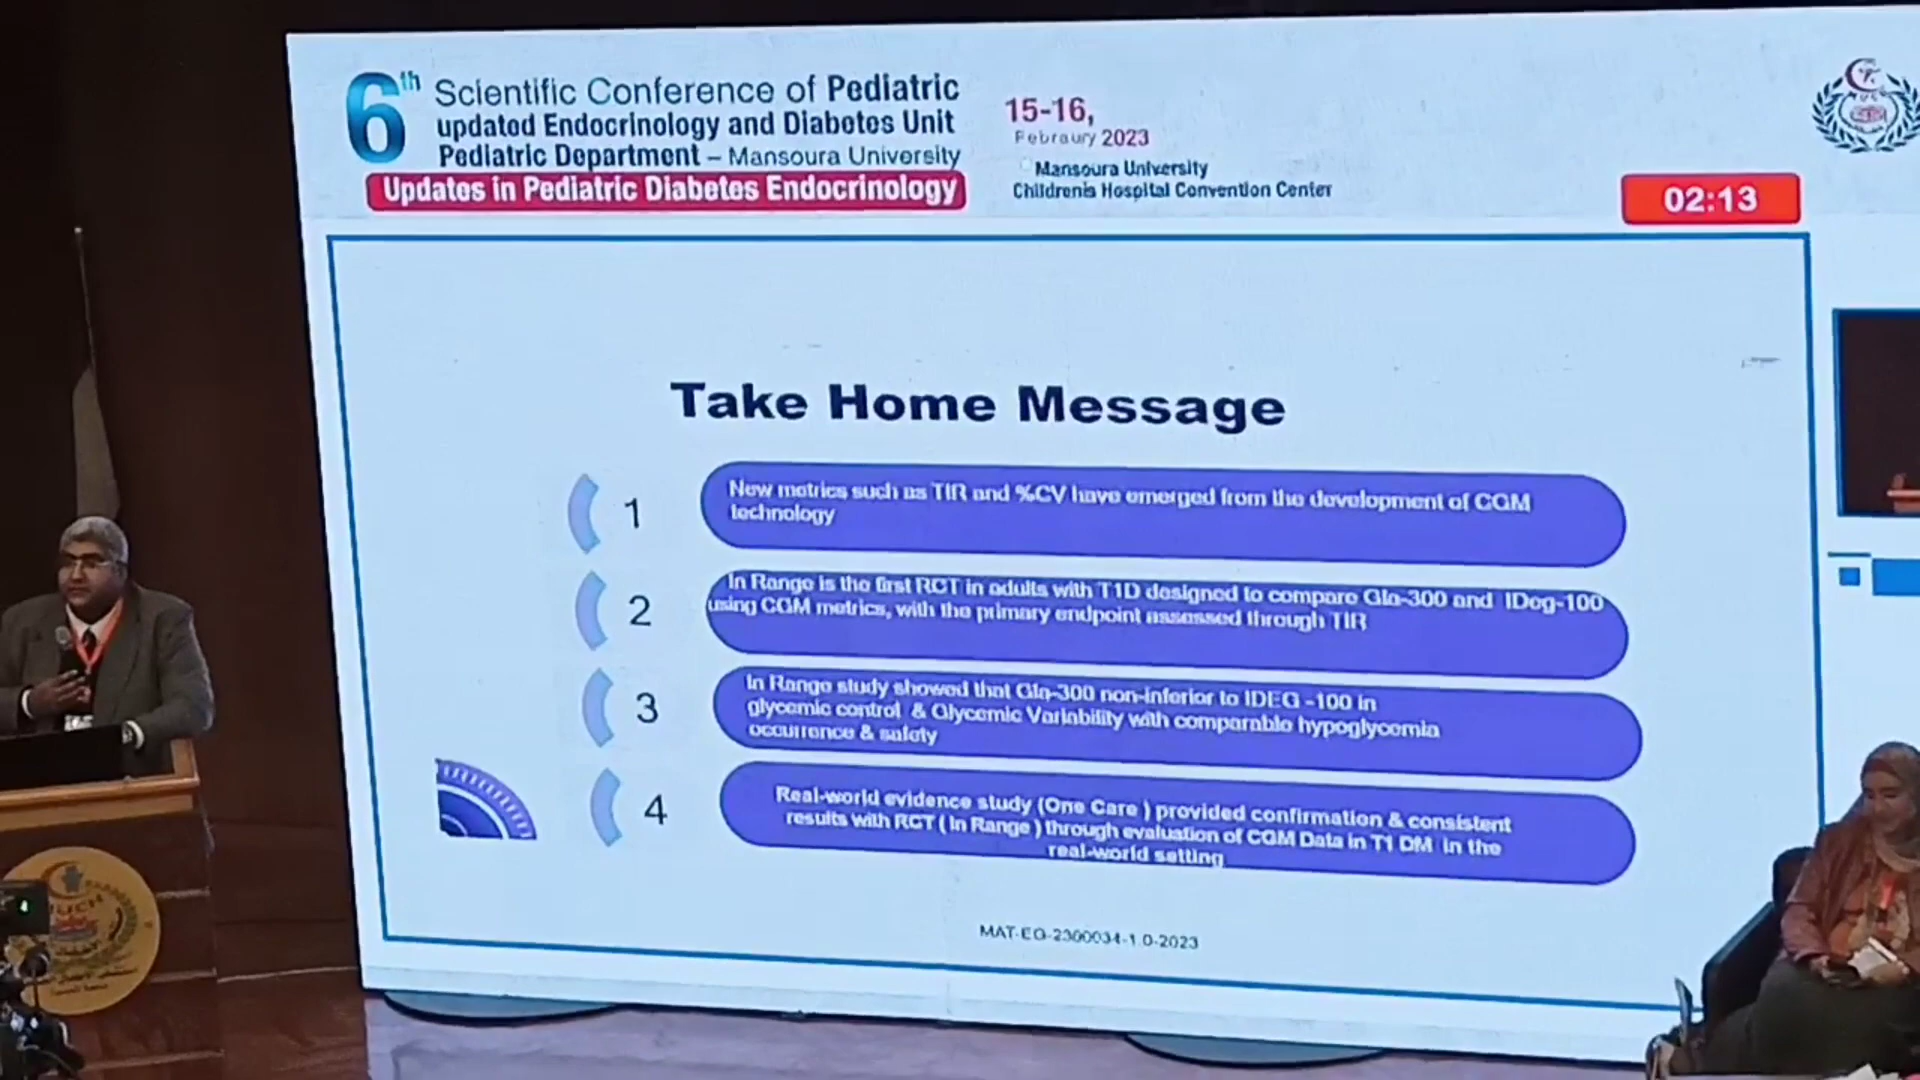 6th Scientific Conference of Pediatric
updated Endocrinology and Diabetes Unit
Pediatric Department – Mansoura University
Updates in Pediatric Diabetes Endocrinology
15-16,
Febraury 2023
Mansoura University
Childrenis Hospital Convention Center
02:13
Take Home Message
1
New metrics such as TIR and %CV have emerged from the development of CGM
technology
2
In Range is the first RCT in adults with T1D designed to compare Gla-300 and IDeg-100
using CGM metrics, with the primary endpoint assessed through TIR
3
In Range study showed that Gla-300 non-inferior to IDEG -100 in
glycemic control & Glycemic Variability with comparable hypoglycemia
occurrence & safety
4
Real-world evidence study (One Care ) provided confirmation & consistent
results with RCT ( In Range ) through evaluation of CGM Data in T1 DM in the
real-world setting
MAT-EG-2300034-1.0-2023